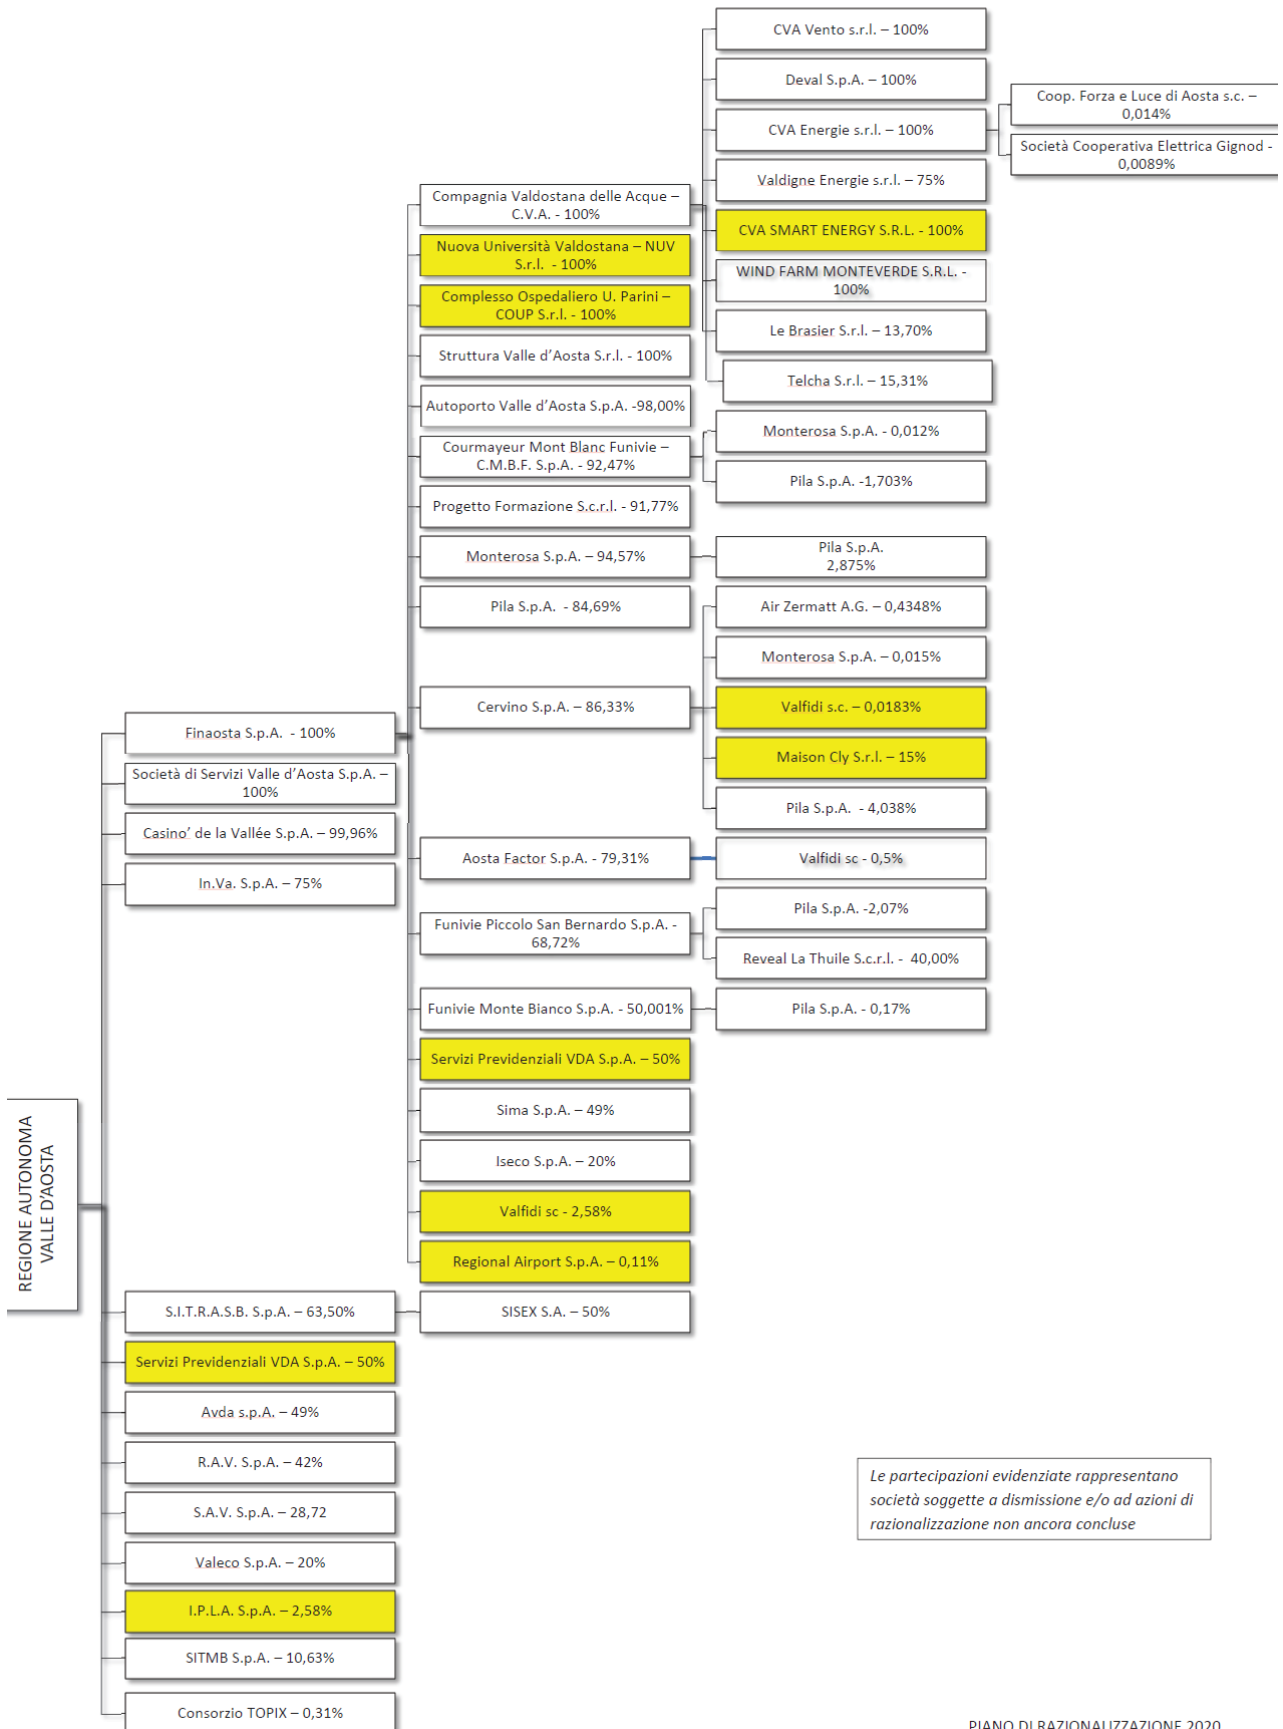 CVA Vento s.r.l. – 100%
Deval S.p.A. – 100%
CVA Energie s.r.l. – 100%
Coop. Forza e Luce di Aosta s.c. –
0,014%
Società Cooperativa Elettrica Gignod -
0,0089%
Valdigne Energie s.r.l. – 75%
Compagnia Valdostana delle Acque –
C.V.A. - 100%
CVA SMART ENERGY S.R.L. - 100%
Nuova Università Valdostana – NUV
S.r.l. - 100%
WIND FARM MONTEVERDE S.R.L. -
100%
Complesso Ospedaliero U. Parini –
COUP S.r.l. - 100%
Le Brasier S.r.l. – 13,70%
Struttura Valle d'Aosta S.r.l. - 100%
Telcha S.r.l. – 15,31%
Autoporto Valle d'Aosta S.p.A. -98,00%
Monterosa S.p.A. - 0,012%
Courmayeur Mont Blanc Funivie –
C.M.B.F. S.p.A. - 92,47%
Pila S.p.A. -1,703%
Progetto Formazione S.c.r.l. - 91,77%
Monterosa S.p.A. – 94,57%
Pila S.p.A.
2,875%
Pila S.p.A. - 84,69%
Air Zermatt A.G. – 0,4348%
Monterosa S.p.A. – 0,015%
Cervino S.p.A. – 86,33%
Valfidi s.c. – 0,0183%
Maison Cly S.r.l. – 15%
Pila S.p.A. - 4,038%
Finaosta S.p.A. - 100%
Società di Servizi Valle d'Aosta S.p.A. –
100%
Casino' de la Vallée S.p.A. – 99,96%
In.Va. S.p.A. – 75%
Aosta Factor S.p.A. - 79,31%
Valfidi sc - 0,5%
Funivie Piccolo San Bernardo S.p.A. -
68,72%
Pila S.p.A. -2,07%
Reveal La Thuile S.c.r.l. - 40,00%
Funivie Monte Bianco S.p.A. - 50,001%
Pila S.p.A. - 0,17%
Servizi Previdenziali VDA S.p.A. – 50%
Sima S.p.A. – 49%
Iseco S.p.A. – 20%
Valfidi sc - 2,58%
Regional Airport S.p.A. – 0,11%
REGIONE AUTONOMA
VALLE D'AOSTA
S.I.T.R.A.S.B. S.p.A. – 63,50%
SISEX S.A. – 50%
Servizi Previdenziali VDA S.p.A. – 50%
Avda s.p.A. – 49%
R.A.V. S.p.A. – 42%
S.A.V. S.p.A. – 28,72
Valeco S.p.A. – 20%
I.P.L.A. S.p.A. – 2,58%
SITMB S.p.A. – 10,63%
Consorzio TOPIX – 0,31%
Le partecipazioni evidenziate rappresentano
società soggette a dismissione e/o ad azioni di
razionalizzazione non ancora concluse
PIANO DI RAZIONALIZZAZIONE 2020